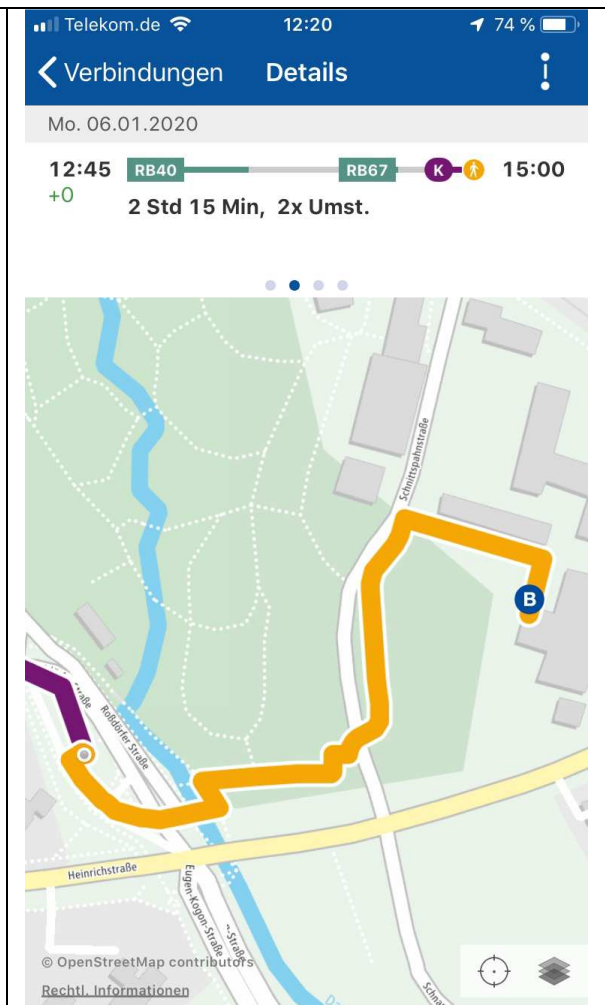 Telekom.de 12:20 74 %
Verbindungen Details
Mo. 06.01.2020
12:45 RB40 RB67 K 15:00
+0
2 Std 15 Min, 2x Umst.
Schnittspahnstraße
B
Roßdörfer Straße
Heinrichstraße
Eugen-Kogon-Straße
© OpenStreetMap contributors
Rechtl. Informationen